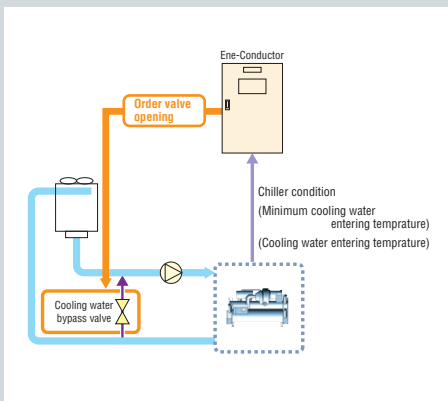 Ene-Conductor
Order valve
opening
Chiller condition
(Minimum cooling water
entering temprature)
(Cooling water entering temprature)
Cooling water
bypass valve